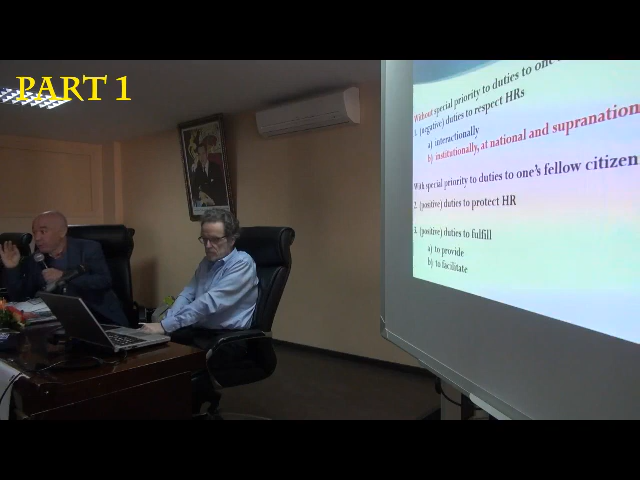 PART 1
Without special priority to duties to one's
1. (negative) duties to respect HRs
a) interactionally
b) institutionally, at national and supranation
With special priority to duties to one's fellow citizen
2. (positive) duties to protect HR
3. (positive) duties to fulfill
a) to provide
b) to facilitate